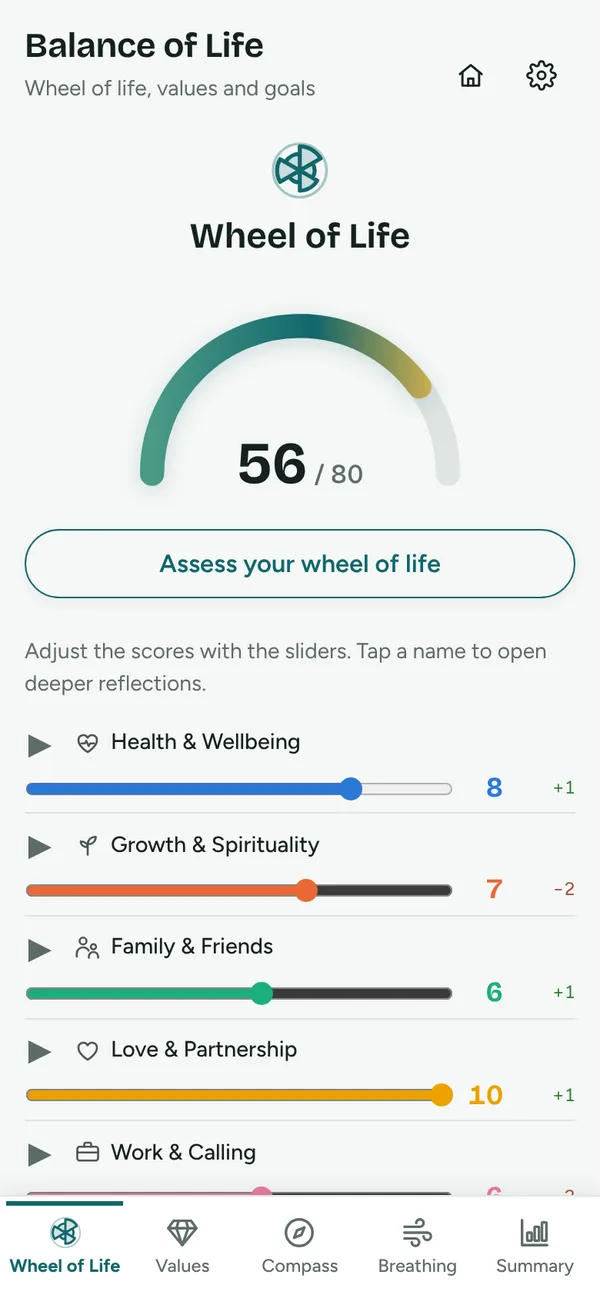 Balance of Life
Wheel of life, values and goals
Wheel of Life
56 / 80
Assess your wheel of life
Adjust the scores with the sliders. Tap a name to open
deeper reflections.
Health & Wellbeing
8 +1
Growth & Spirituality
7 −2
Family & Friends
6 +1
Love & Partnership
10 +1
Work & Calling
Wheel of Life
Values
Compass
Breathing
Summary